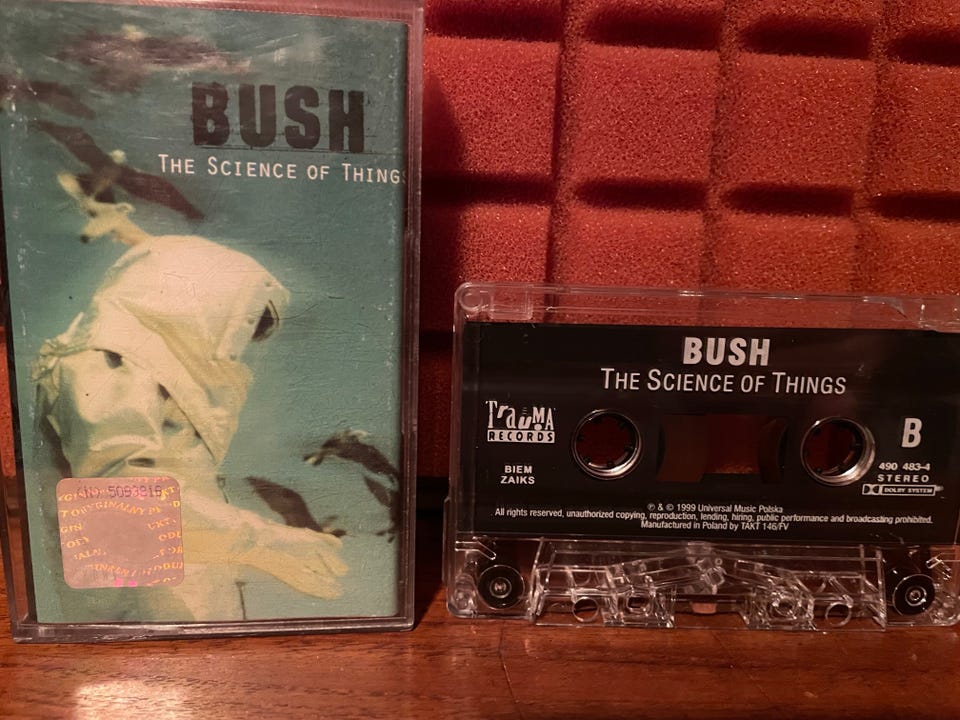 BUSH
THE SCIENCE OF THINGS
ORYGINALNY
BUSH
THE SCIENCE OF THINGS
TRAUMA
RECORDS
B
BIEM
ZAIKS
490 483-4
STEREO
DOLBY SYSTEM
All rights reserved, unauthorized copying, reproduction, lending, hiring, public performance and broadcasting prohibited.
℗ & © 1999 Universal Music Polska
Manufactured in Poland by TAKT 146/FV